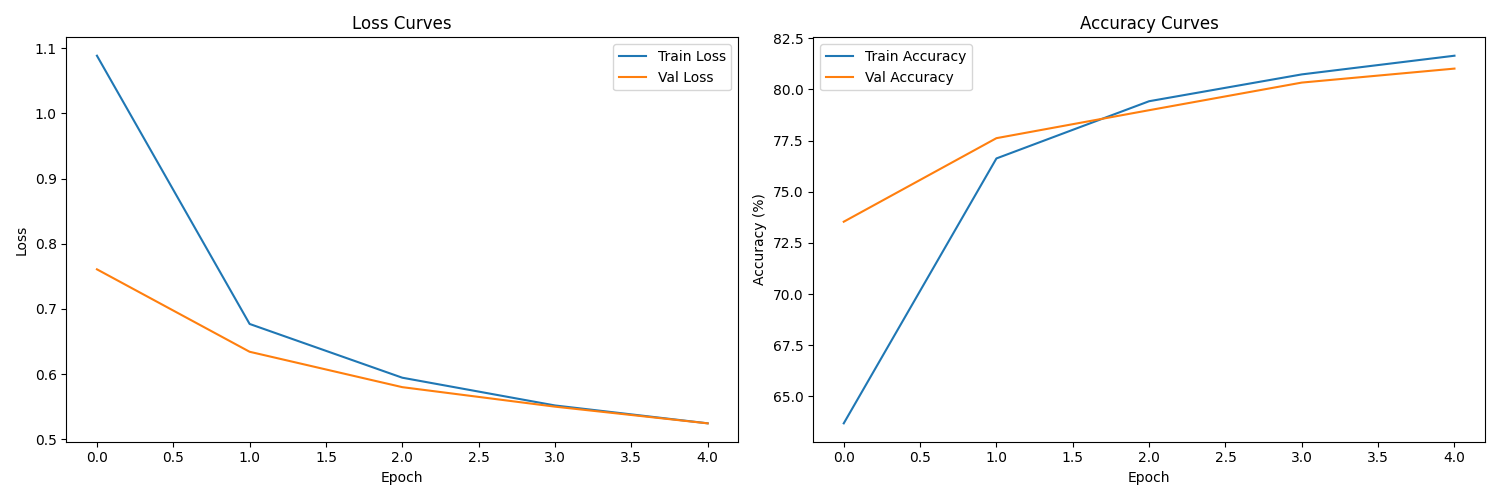 Loss Curves
1.1
1.0
0.9
0.8
0.7
0.6
0.5
Loss
Train Loss
Val Loss
0.0 0.5 1.0 1.5 2.0 2.5 3.0 3.5 4.0
Epoch
Accuracy Curves
82.5
80.0
77.5
75.0
72.5
70.0
67.5
65.0
Accuracy (%)
Train Accuracy
Val Accuracy
0.0 0.5 1.0 1.5 2.0 2.5 3.0 3.5 4.0
Epoch